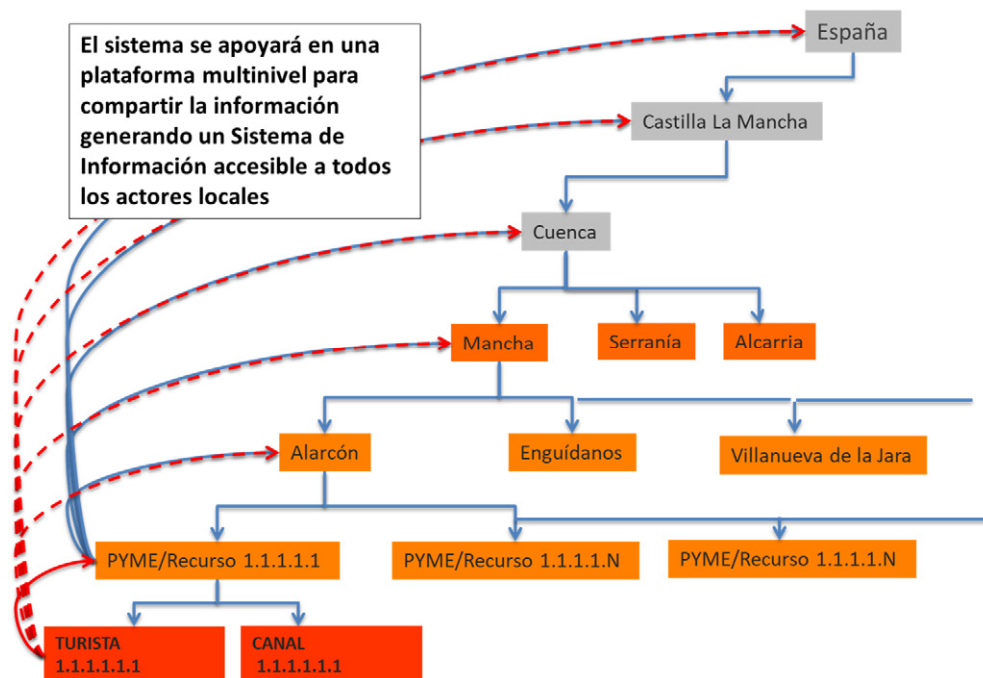 El sistema se apoyará en una
plataforma multinivel para
compartir la información
generando un Sistema de
Información accesible a todos
los actores locales
España
Castilla La Mancha
Cuenca
Mancha
Serranía
Alcarria
Alarcón
Enguídanos
Villanueva de la Jara
PYME/Recurso 1.1.1.1.1
PYME/Recurso 1.1.1.1.N
PYME/Recurso 1.1.1.1.N
TURISTA
1.1.1.1.1.1
CANAL
1.1.1.1.1.1